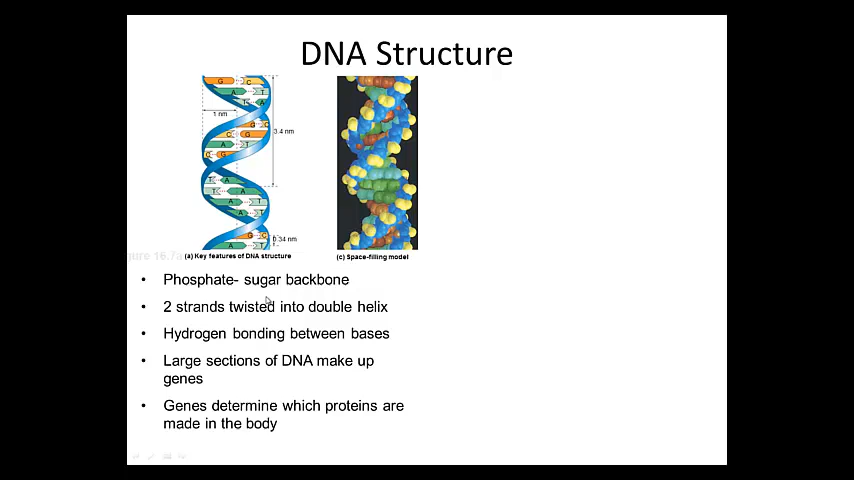 DNA Structure
G C
A T
T A
1 nm
G C
3.4 nm
C G
A T
C G
T A
T A
A T
A T
G C
0.34 nm
A T
(a) Key features of DNA structure
(c) Space-filling model
• Phosphate- sugar backbone
• 2 strands twisted into double helix
• Hydrogen bonding between bases
• Large sections of DNA make up
genes
• Genes determine which proteins are
made in the body